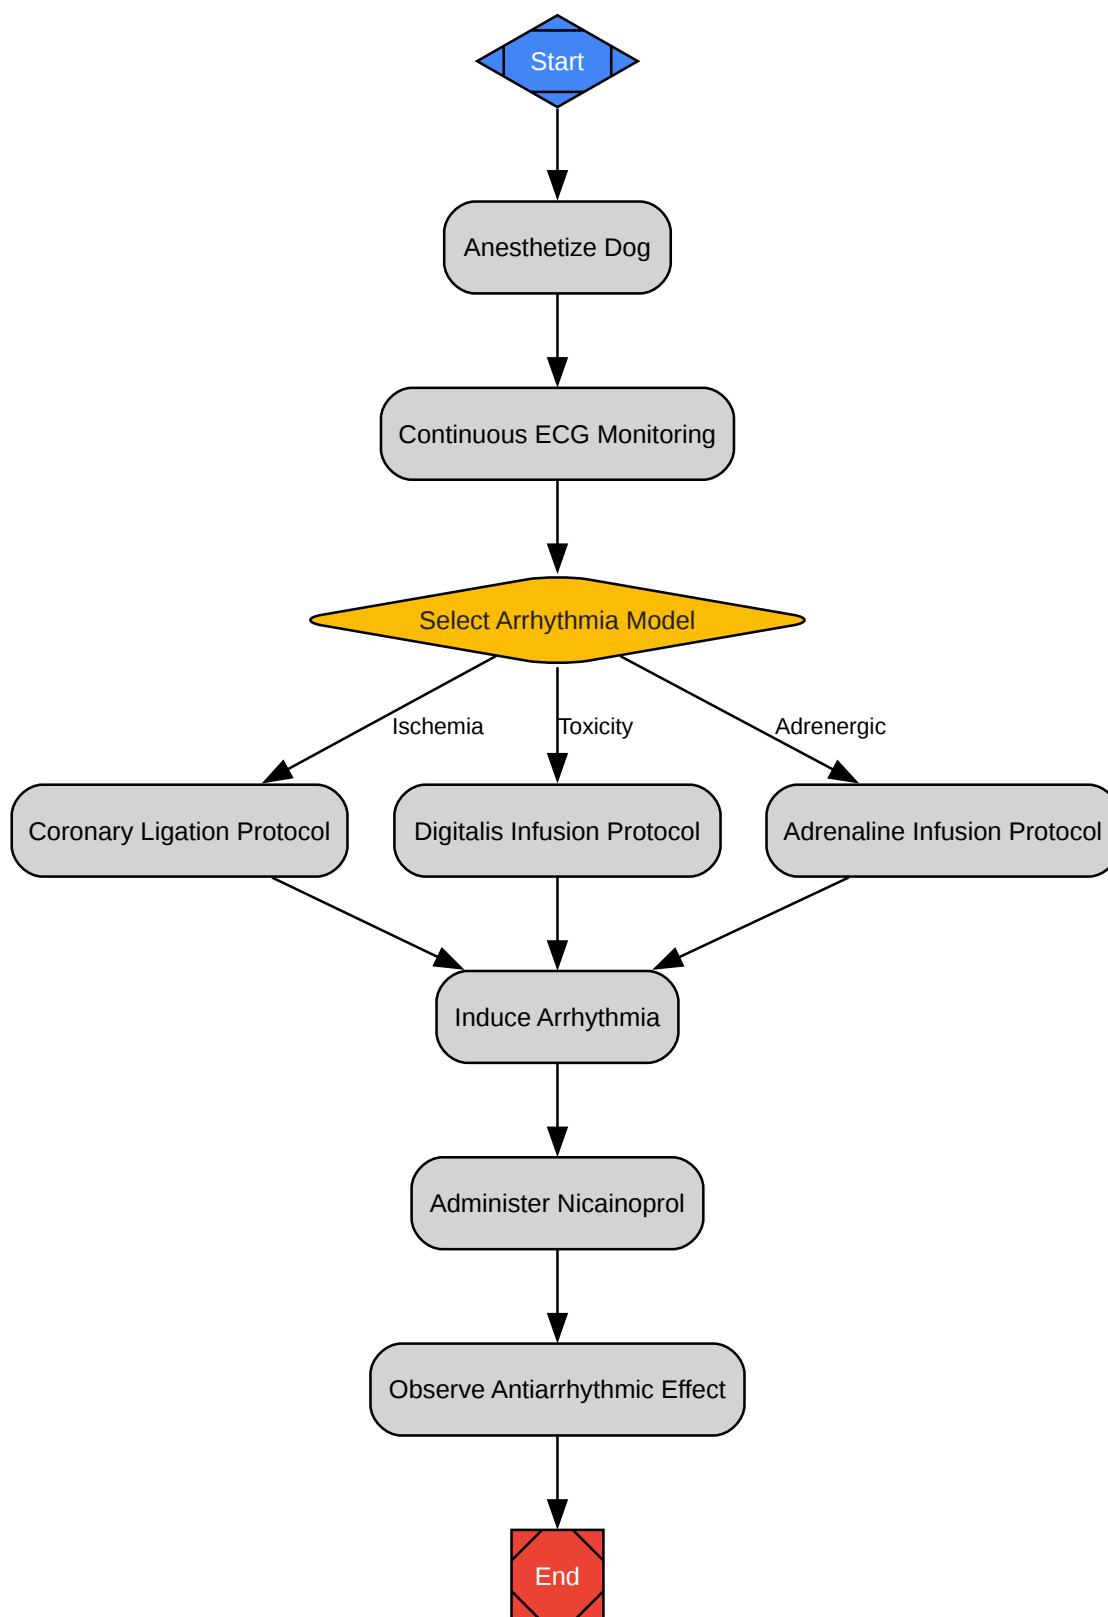 Start
Anesthetize Dog
Continuous ECG Monitoring
Select Arrhythmia Model
Ischemia
Toxicity
Adrenergic
Coronary Ligation Protocol
Digitalis Infusion Protocol
Adrenaline Infusion Protocol
Induce Arrhythmia
Administer Nicainoprol
Observe Antiarrhythmic Effect
End